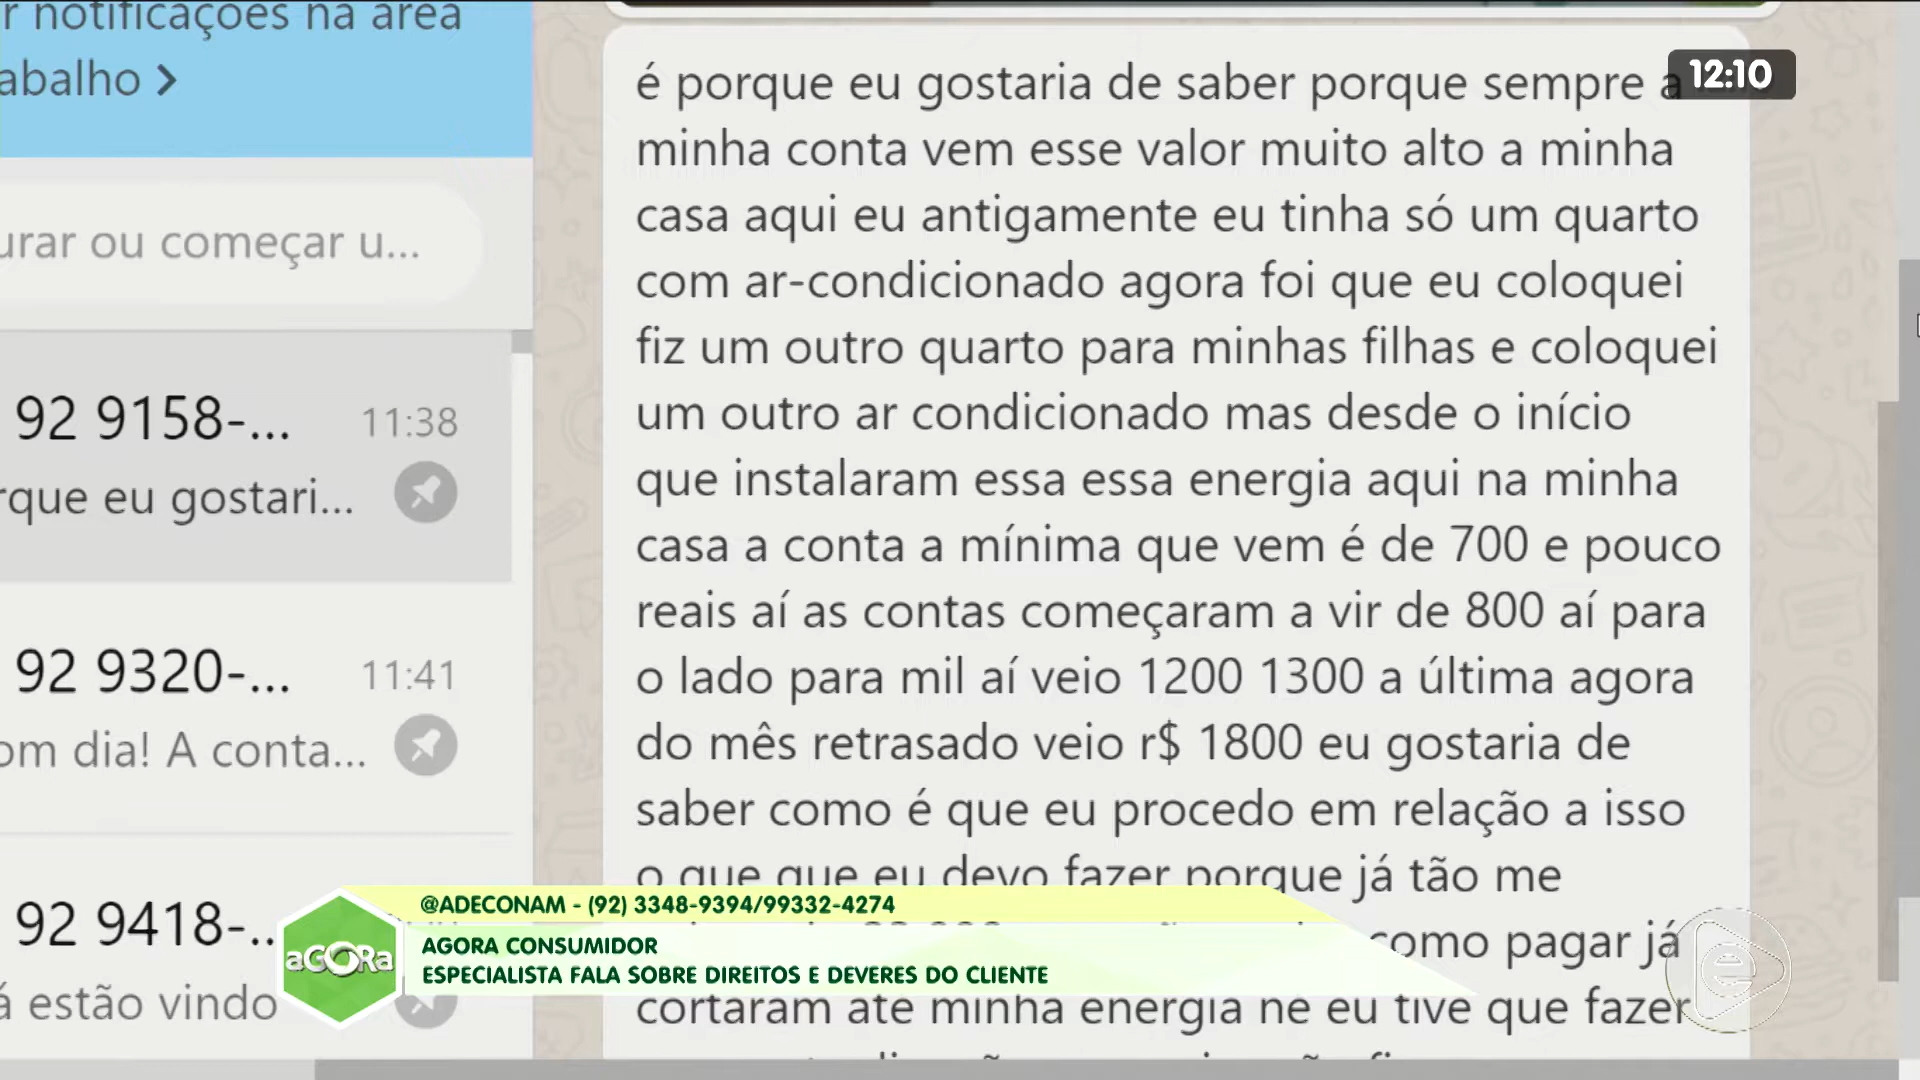 r notificações na área
abalho >
urar ou começar u...
92 9158-...
11:38
rque eu gostari...
92 9320-...
11:41
om dia! A conta...
92 9418-..
á estão vindo
12:10
é porque eu gostaria de saber porque sempre a
minha conta vem esse valor muito alto a minha
casa aqui eu antigamente eu tinha só um quarto
com ar-condicionado agora foi que eu coloquei
fiz um outro quarto para minhas filhas e coloquei
um outro ar condicionado mas desde o início
que instalaram essa essa energia aqui na minha
casa a conta a mínima que vem é de 700 e pouco
reais aí as contas começaram a vir de 800 aí para
o lado para mil aí veio 1200 1300 a última agora
do mês retrasado veio r$ 1800 eu gostaria de
saber como é que eu procedo em relação a isso
o que que eu devo fazer porque já tão me
como pagar já
cortaram até minha energia né eu tive que fazer
@ADECONAM - (92) 3348-9394/99332-4274
aGORa
AGORA CONSUMIDOR
ESPECIALISTA FALA SOBRE DIREITOS E DEVERES DO CLIENTE
e